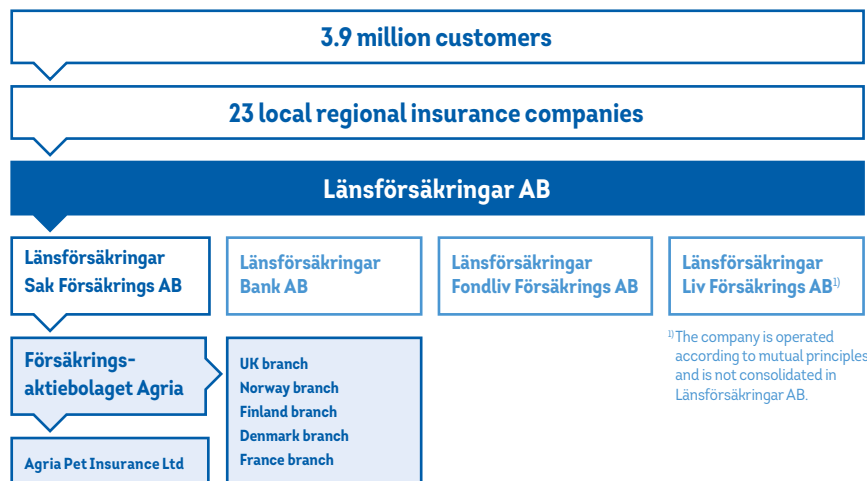 3.9 million customers
23 local regional insurance companies
Länsförsäkringar AB
Länsförsäkringar
Sak Försäkrings AB
Länsförsäkringar
Bank AB
Länsförsäkringar
Fondliv Försäkrings AB
Länsförsäkringar
Liv Försäkrings AB1)
1) The company is operated
according to mutual principles
and is not consolidated in
Länsförsäkringar AB.
Försäkrings-
aktiebolaget Agria
UK branch
Norway branch
Finland branch
Denmark branch
France branch
Agria Pet Insurance Ltd